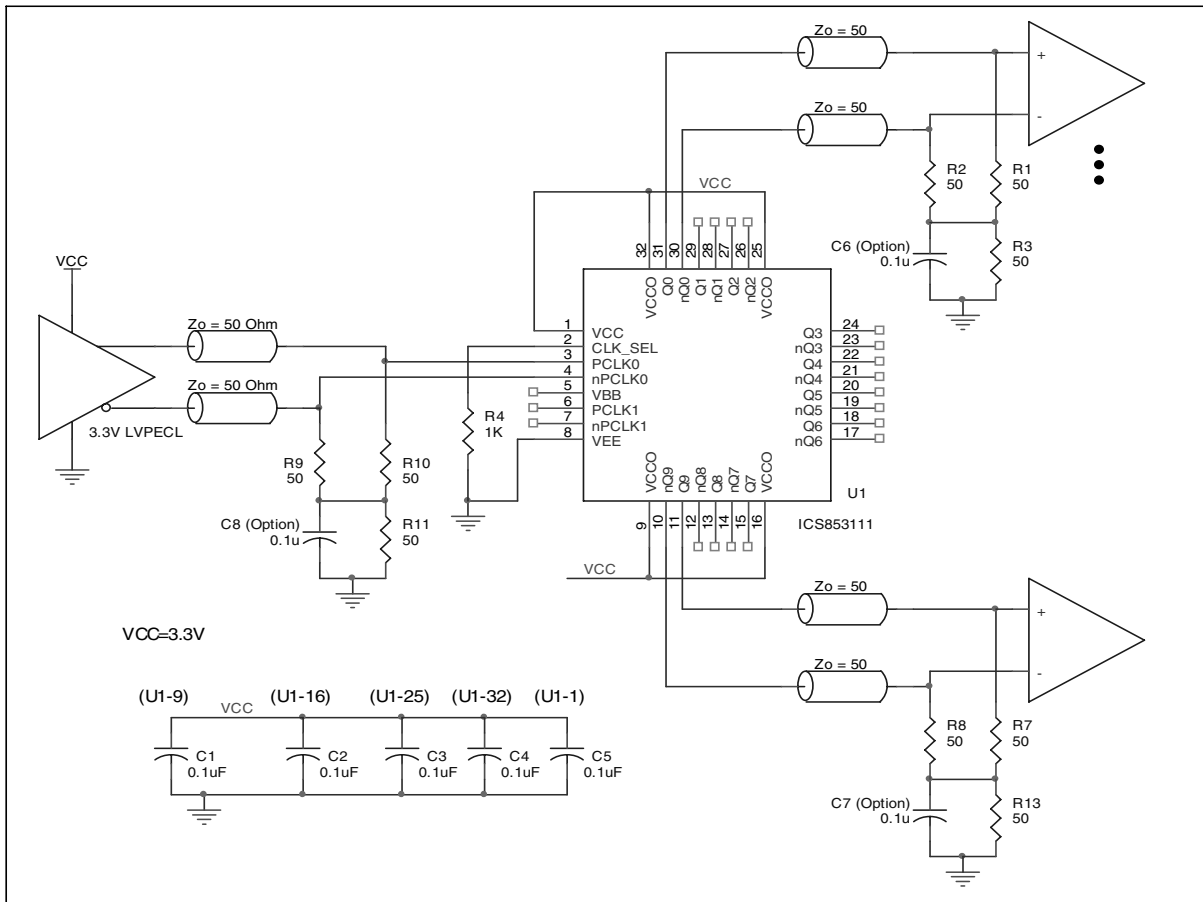 Zo = 50
+
Zo = 50
-
R2
50
R1
50
VCC
C6 (Option)
0.1u
R3
50
32
31
30
29
28
27
26
25
VCCO
Q0
nQ0
Q1
nQ1
Q2
nQ2
VCCO
VCC
Zo = 50 Ohm
Zo = 50 Ohm
3.3V LVPECL
1
2
3
4
5
6
7
8
VCC
CLK_SEL
PCLK0
nPCLK0
VBB
PCLK1
nPCLK1
VEE
Q3
nQ3
Q4
nQ4
Q5
nQ5
Q6
nQ6
24
23
22
21
20
19
18
17
R4
1K
R9
50
R10
50
C8 (Option)
0.1u
R11
50
VCCO
nQ9
Q9
nQ8
Q8
nQ7
Q7
VCCO
9
10
11
12
13
14
15
16
U1
ICS853111
VCC
Zo = 50
+
Zo = 50
-
R8
50
R7
50
C7 (Option)
0.1u
R13
50
VCC=3.3V
(U1-9)
(U1-16)
(U1-25)
(U1-32)
(U1-1)
VCC
C1
0.1uF
C2
0.1uF
C3
0.1uF
C4
0.1uF
C5
0.1uF